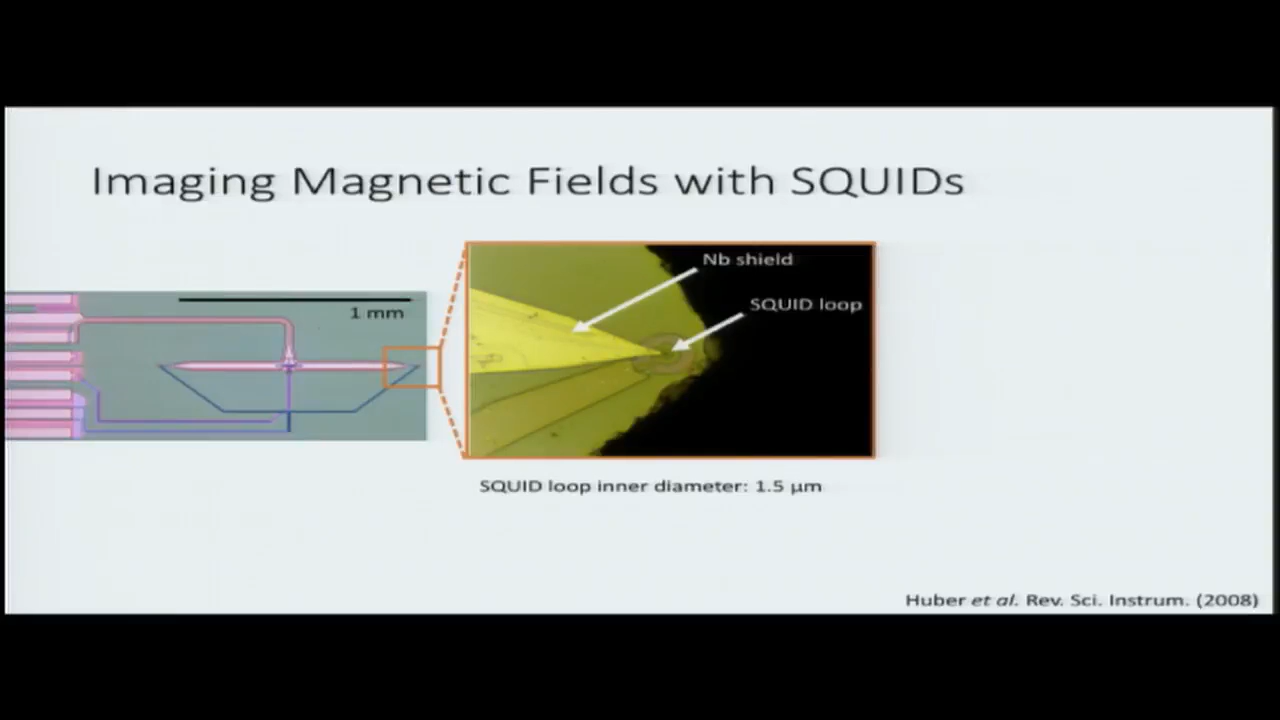 Imaging Magnetic Fields with SQUIDs
Nb shield
SQUID loop
1 mm
SQUID loop inner diameter: 1.5 µm
Huber et al. Rev. Sci. Instrum. (2008)